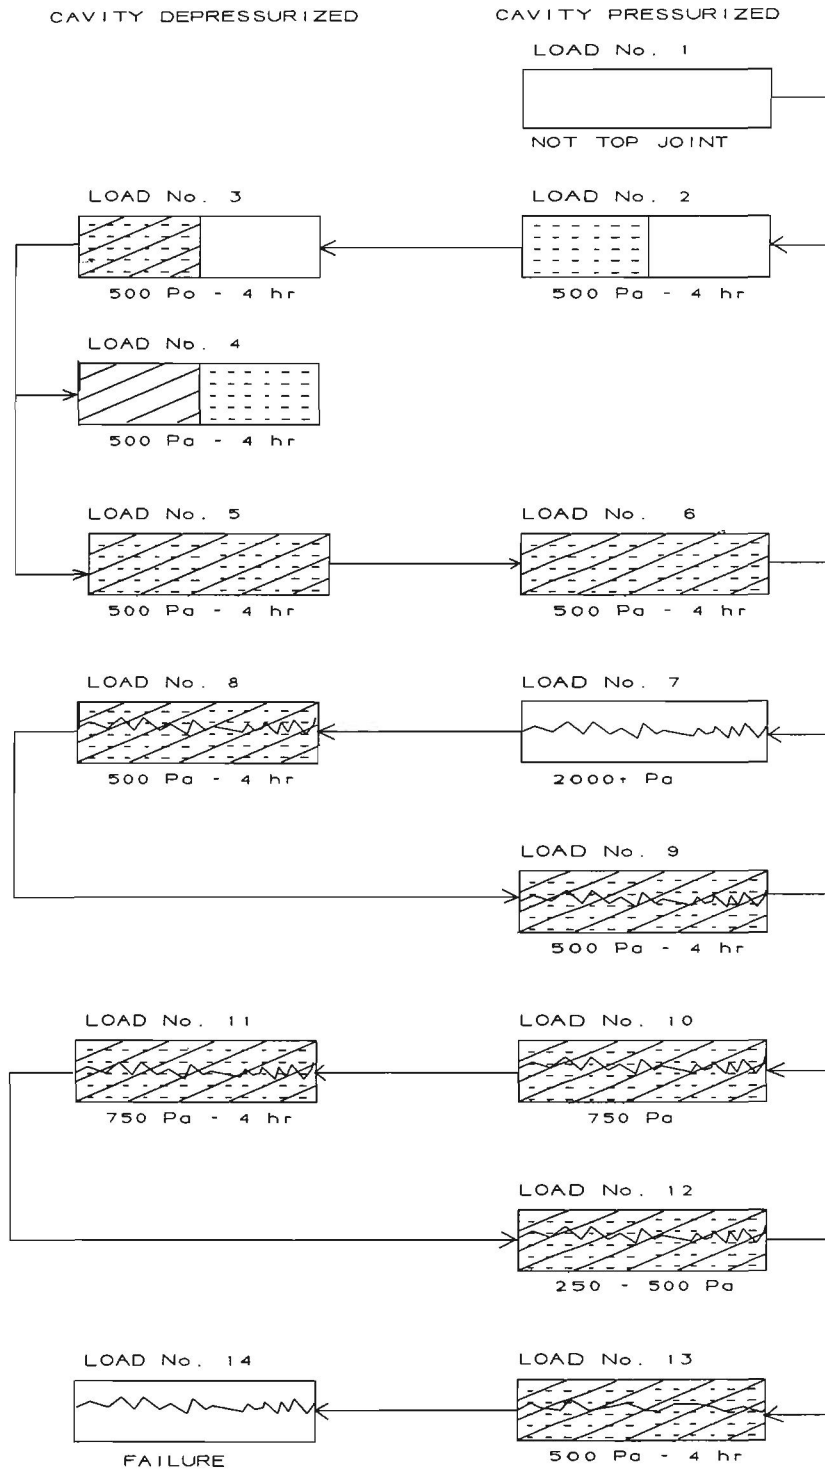 CAVITY DEPRESSURIZED
CAVITY PRESSURIZED
LOAD No. 1
NOT TOP JOINT
LOAD No. 3
LOAD No. 2
500 Pa - 4 hr
500 Pa - 4 hr
LOAD No. 4
500 Pa - 4 hr
LOAD No. 5
LOAD No. 6
500 Pa - 4 hr
500 Pa - 4 hr
LOAD No. 8
LOAD No. 7
500 Pa - 4 hr
2000+ Pa
LOAD No. 9
500 Pa - 4 hr
LOAD No. 11
LOAD No. 10
750 Pa - 4 hr
750 Pa
LOAD No. 12
250 - 500 Pa
LOAD No. 14
LOAD No. 13
FAILURE
500 Pa - 4 hr